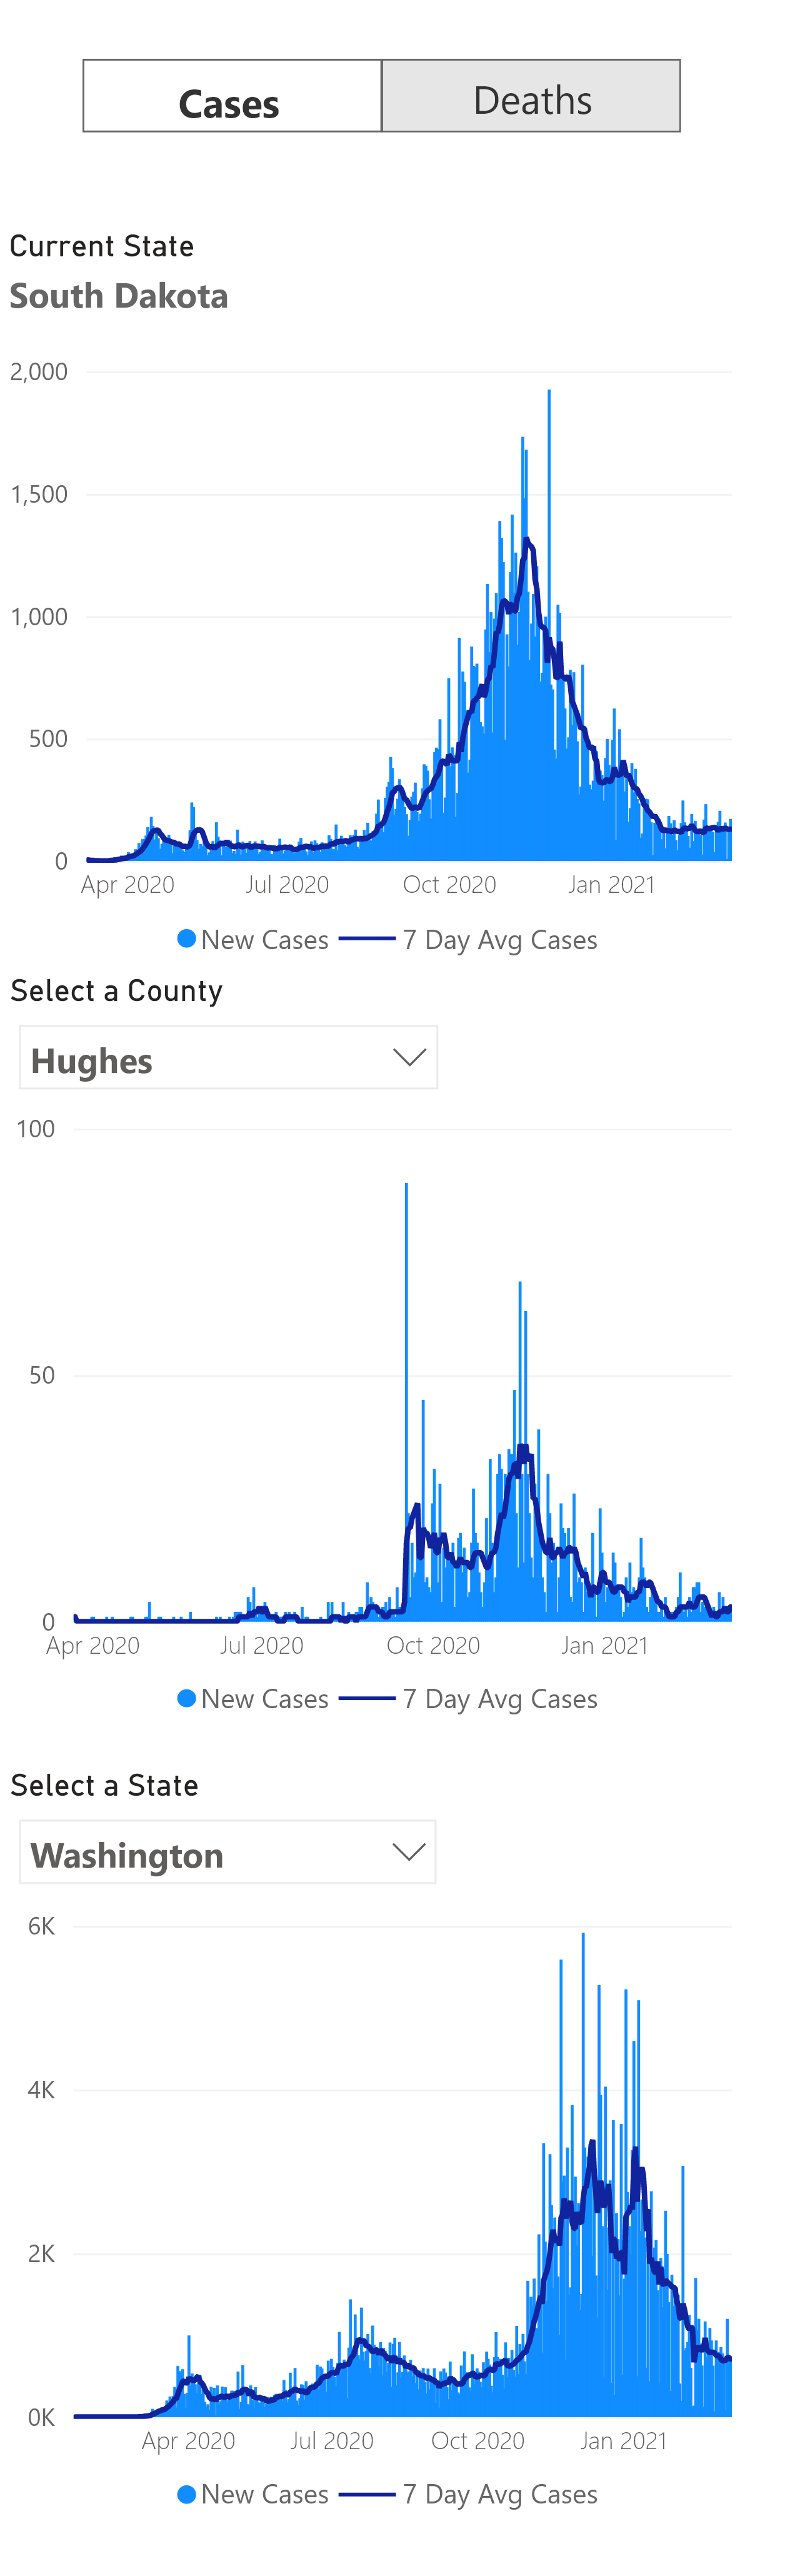 Cases Deaths
Current State
South Dakota
2,000
1,500
1,000
500
0
Apr 2020 Jul 2020 Oct 2020 Jan 2021
New Cases 7 Day Avg Cases
Select a County
Hughes
100
50
0
Apr 2020 Jul 2020 Oct 2020 Jan 2021
New Cases 7 Day Avg Cases
Select a State
Washington
6K
4K
2K
0K
Apr 2020 Jul 2020 Oct 2020 Jan 2021
New Cases 7 Day Avg Cases